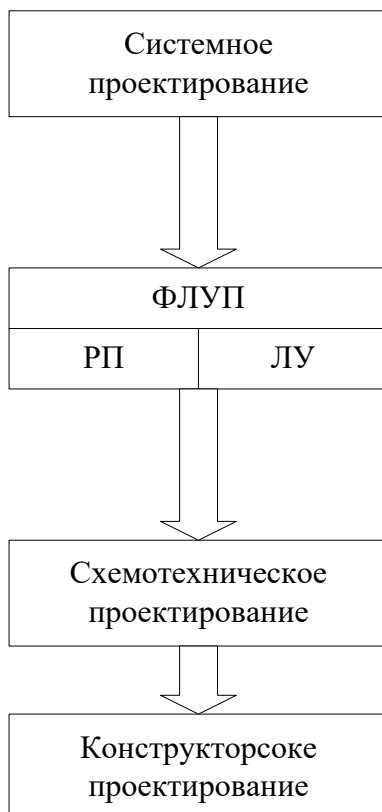 Системное
проектирование
ФЛУП
РП ЛУ
Схемотехническое
проектирование
Конструкторсоке
проектирование